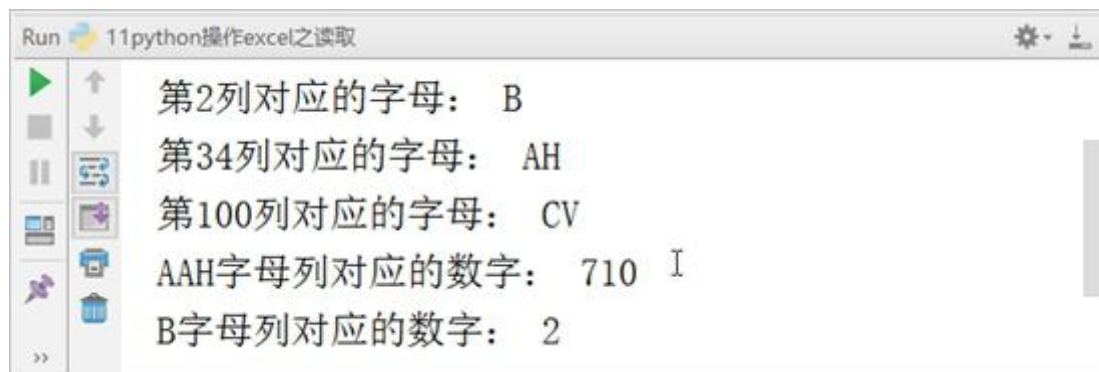 Run 11python操作excel之读取
第2列对应的字母： B
第34列对应的字母： AH
第100列对应的字母： CV
AAH字母列对应的数字： 710
B字母列对应的数字： 2